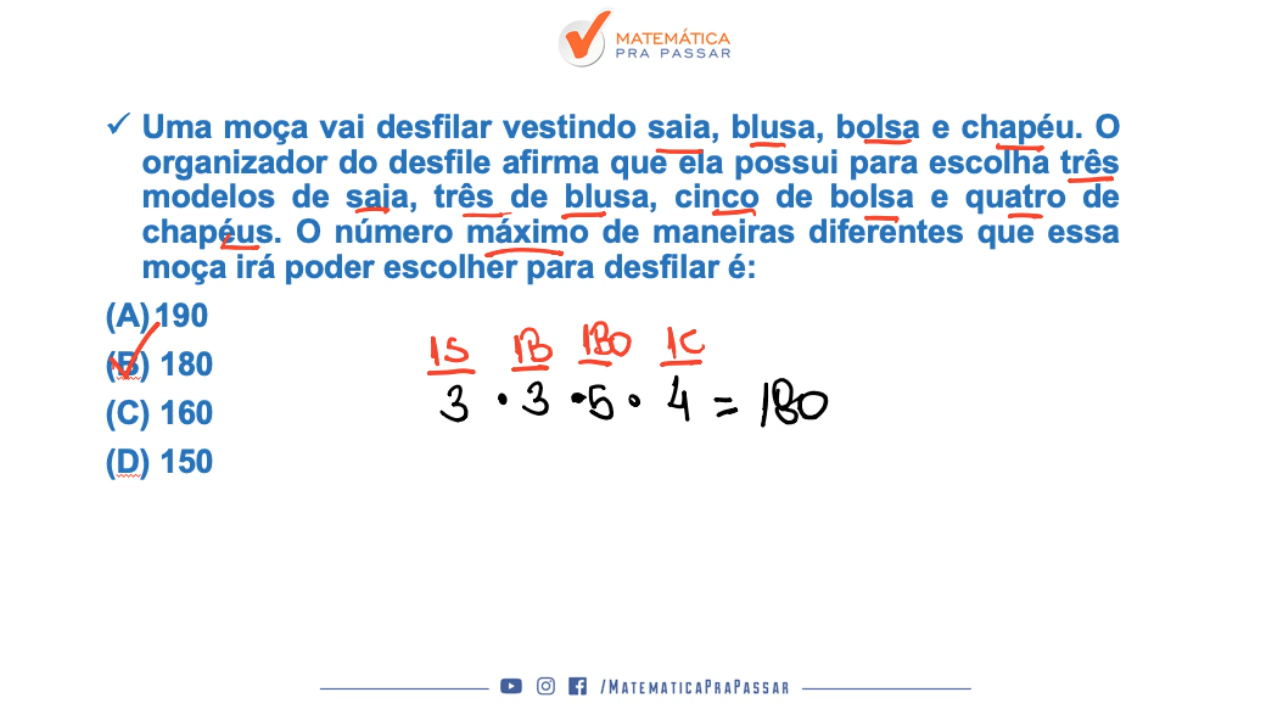 MATEMÁTICA
PRA PASSAR
✓ Uma moça vai desfilar vestindo saia, blusa, bolsa e chapéu. O
organizador do desfile afirma que ela possui para escolha três
modelos de saia, três de blusa, cinco de bolsa e quatro de
chapéus. O número máximo de maneiras diferentes que essa
moça irá poder escolher para desfilar é:
(A) 190
(B) 180
(C) 160
(D) 150
1S 1B 1BO 1C
3 · 3 · 5 · 4 = 180
/MATEMATICAPRAPASSAR